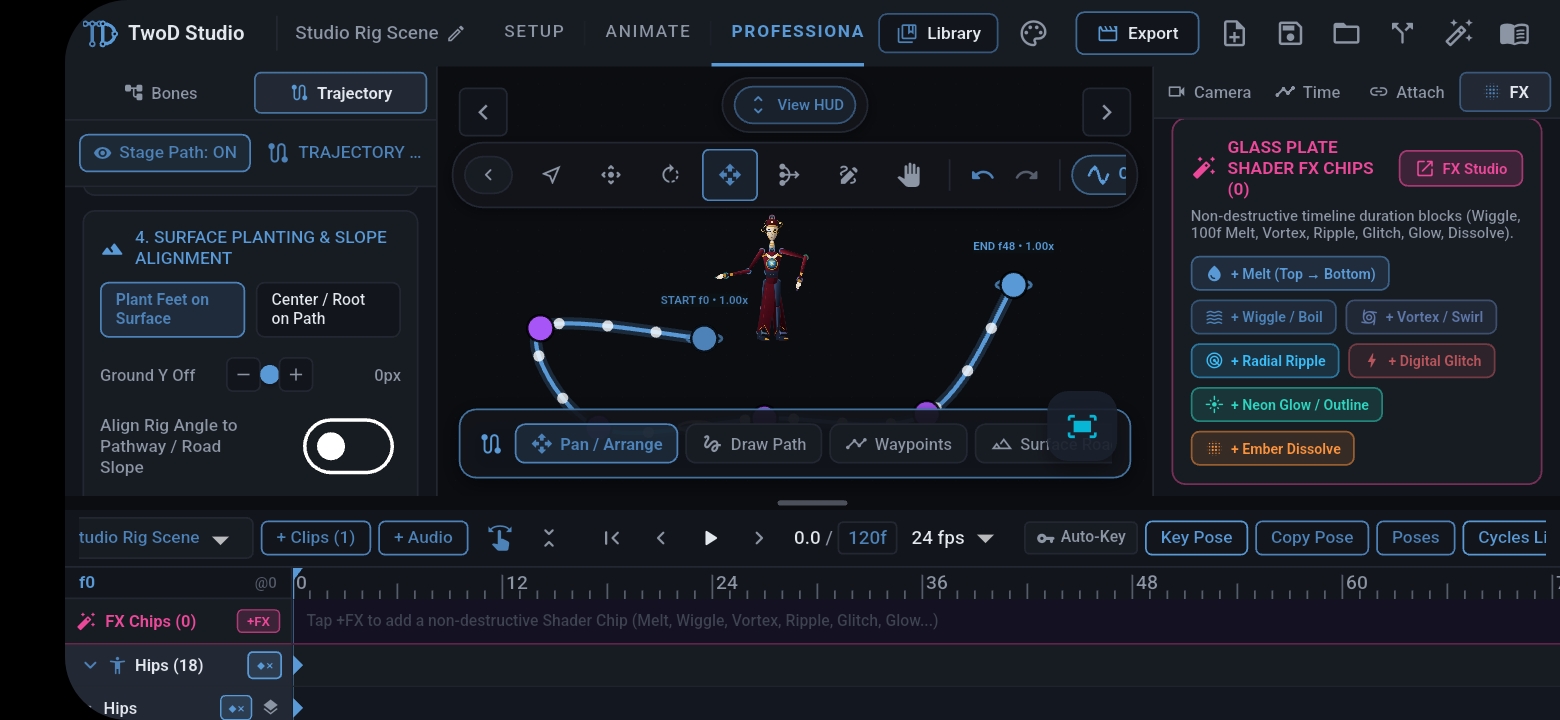 TwoD Studio
Studio Rig Scene
SETUP
ANIMATE
PROFESSIONA
Library
Export
Bones
Trajectory
View HUD
Camera
Time
Attach
FX
Stage Path: ON
TRAJECTORY ...
4. SURFACE PLANTING & SLOPE
ALIGNMENT
Plant Feet on
Surface
Center / Root
on Path
Ground Y Off
0px
Align Rig Angle to
Pathway / Road
Slope
START f0 • 1.00x
END f48 • 1.00x
Pan / Arrange
Draw Path
Waypoints
Surface Roa
GLASS PLATE
SHADER FX CHIPS
(0)
FX Studio
Non-destructive timeline duration blocks (Wiggle,
100f Melt, Vortex, Ripple, Glitch, Glow, Dissolve).
+ Melt (Top → Bottom)
+ Wiggle / Boil
+ Vortex / Swirl
+ Radial Ripple
+ Digital Glitch
+ Neon Glow / Outline
+ Ember Dissolve
tudio Rig Scene
+ Clips (1)
+ Audio
0.0 / 120f
24 fps
Auto-Key
Key Pose
Copy Pose
Poses
Cycles Li
f0
@0
0 12 24 36 48 60
FX Chips (0)
+FX
Tap +FX to add a non-destructive Shader Chip (Melt, Wiggle, Vortex, Ripple, Glitch, Glow...)
Hips (18)
Hips